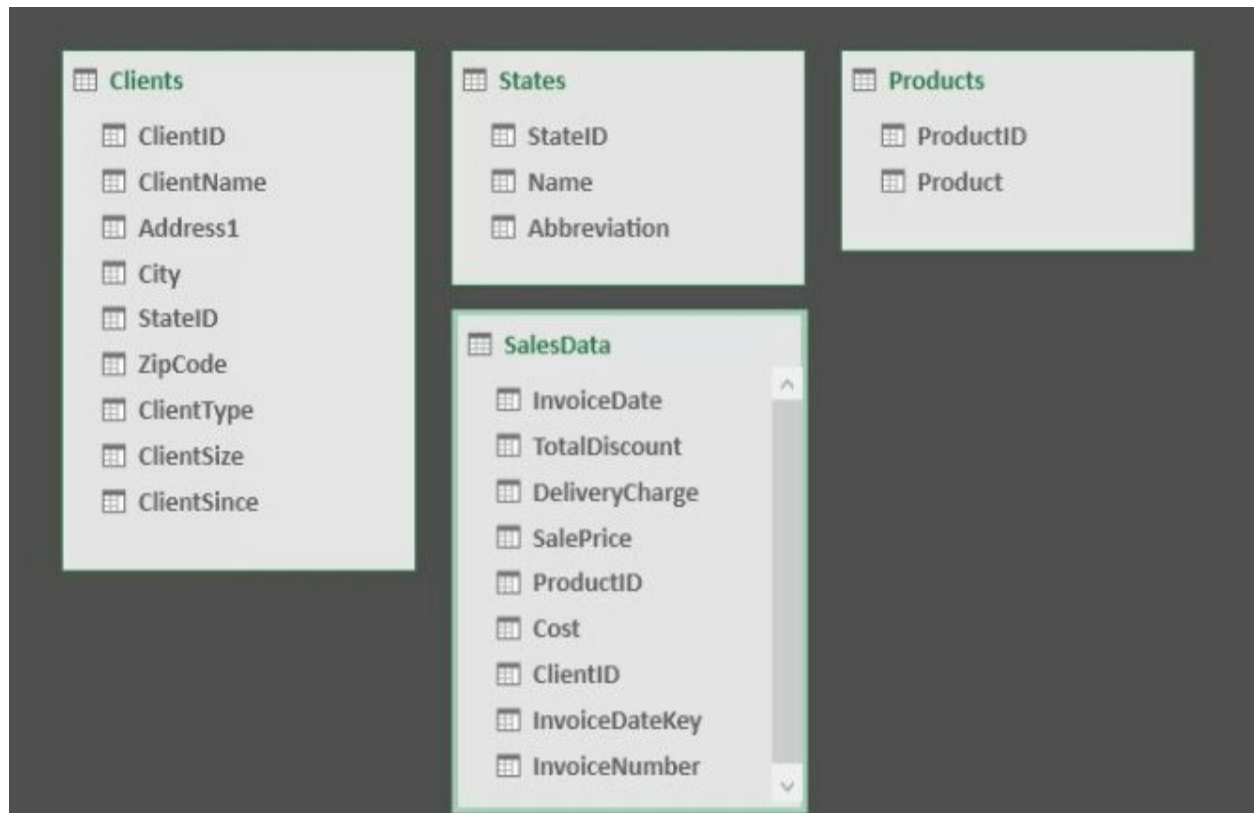 Clients
ClientID
ClientName
Address1
City
StateID
ZipCode
ClientType
ClientSize
ClientSince
States
StateID
Name
Abbreviation
Products
ProductID
Product
SalesData
InvoiceDate
TotalDiscount
DeliveryCharge
SalePrice
ProductID
Cost
ClientID
InvoiceDateKey
InvoiceNumber